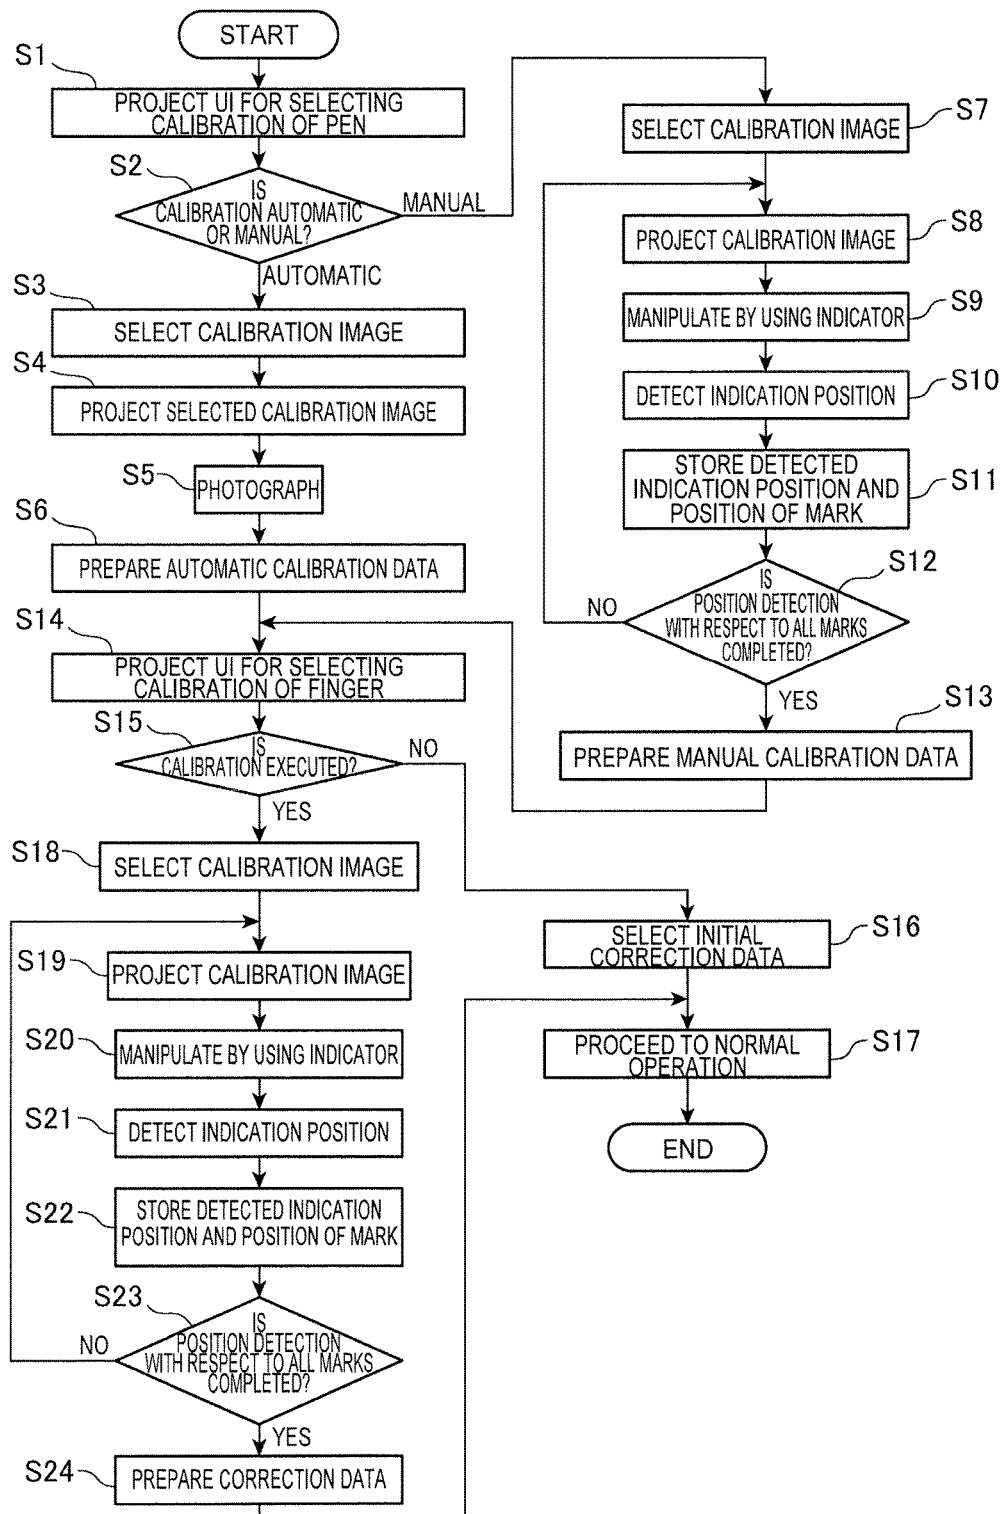 START
S1
PROJECT UI FOR SELECTING
CALIBRATION OF PEN
S2
IS
CALIBRATION AUTOMATIC
OR MANUAL?
MANUAL
AUTOMATIC
S3
SELECT CALIBRATION IMAGE
S4
PROJECT SELECTED CALIBRATION IMAGE
S5
PHOTOGRAPH
S6
PREPARE AUTOMATIC CALIBRATION DATA
S7
SELECT CALIBRATION IMAGE
S8
PROJECT CALIBRATION IMAGE
S9
MANIPULATE BY USING INDICATOR
S10
DETECT INDICATION POSITION
S11
STORE DETECTED
INDICATION POSITION AND
POSITION OF MARK
S12
IS
POSITION DETECTION
WITH RESPECT TO ALL MARKS
COMPLETED?
NO
YES
S13
PREPARE MANUAL CALIBRATION DATA
S14
PROJECT UI FOR SELECTING
CALIBRATION OF FINGER
S15
IS
CALIBRATION EXECUTED?
NO
YES
S18
SELECT CALIBRATION IMAGE
S19
PROJECT CALIBRATION IMAGE
S20
MANIPULATE BY USING INDICATOR
S21
DETECT INDICATION POSITION
S22
STORE DETECTED INDICATION
POSITION AND POSITION OF MARK
S23
IS
POSITION DETECTION
WITH RESPECT TO ALL MARKS
COMPLETED?
NO
YES
S24
PREPARE CORRECTION DATA
S16
SELECT INITIAL
CORRECTION DATA
S17
PROCEED TO NORMAL
OPERATION
END